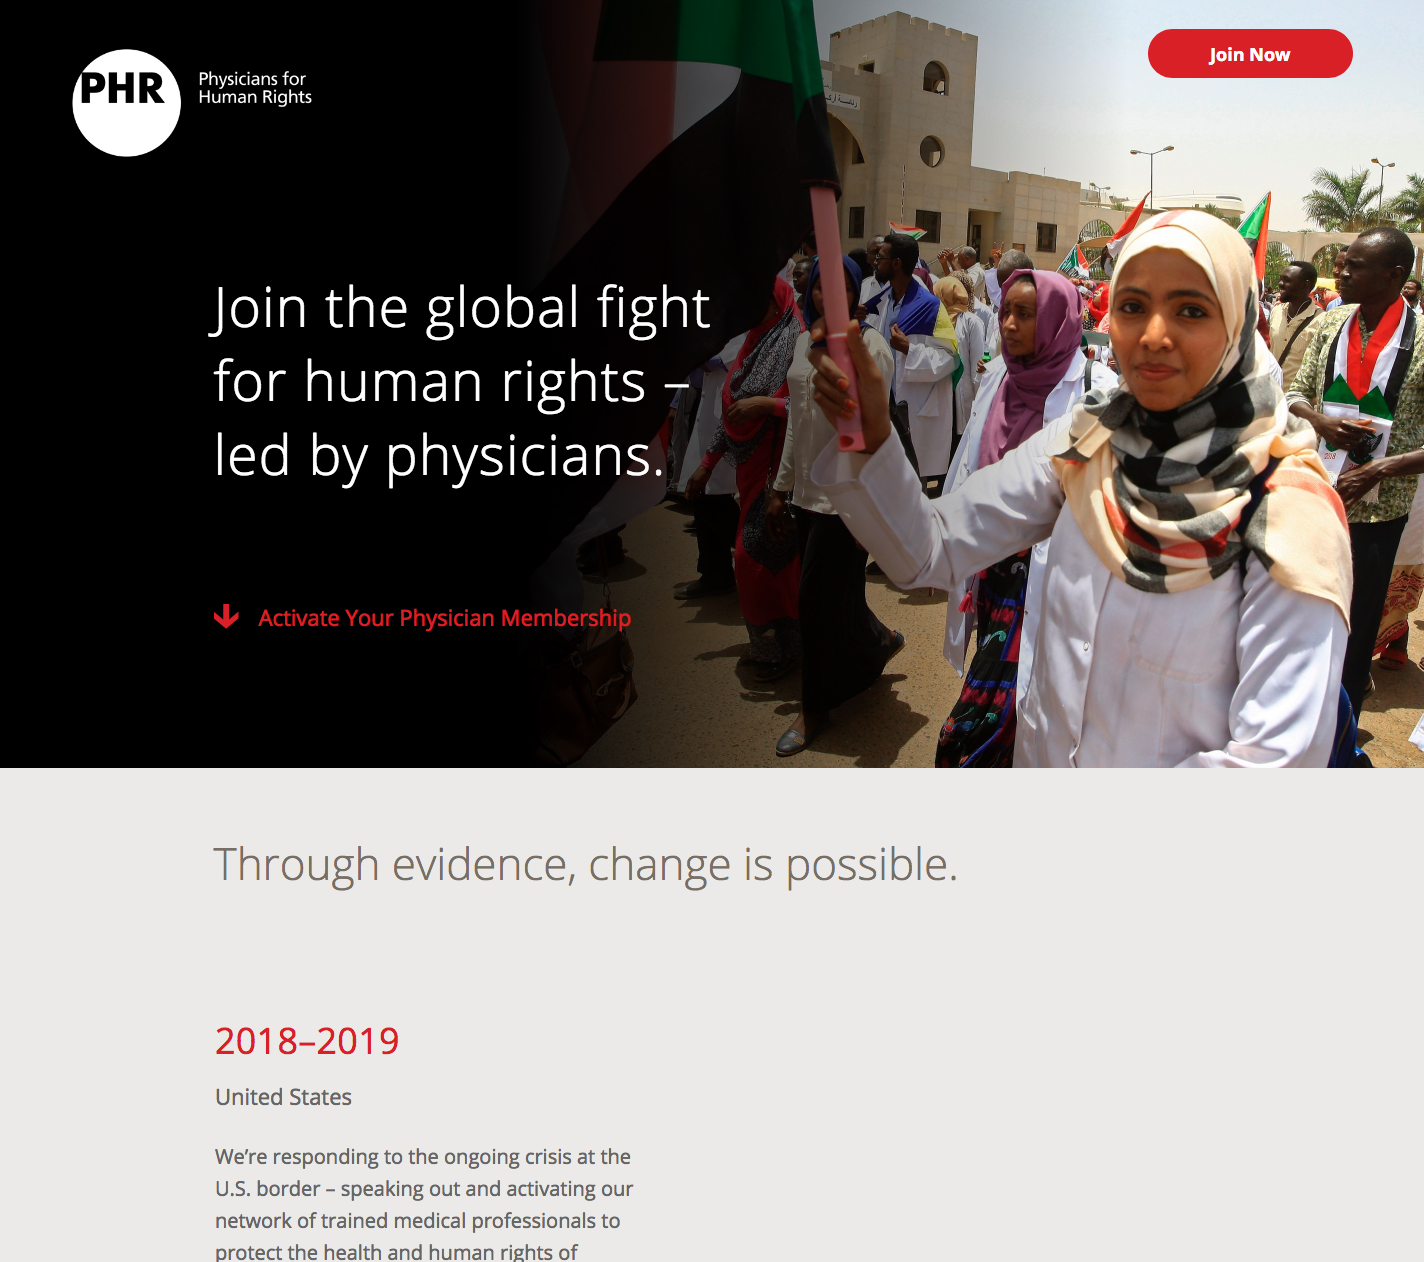 PHR
Physicians for
Human Rights
Join Now
Join the global fight
for human rights –
led by physicians.
Activate Your Physician Membership
Through evidence, change is possible.
2018–2019
United States
We’re responding to the ongoing crisis at the
U.S. border – speaking out and activating our
network of trained medical professionals to
protect the health and human rights of